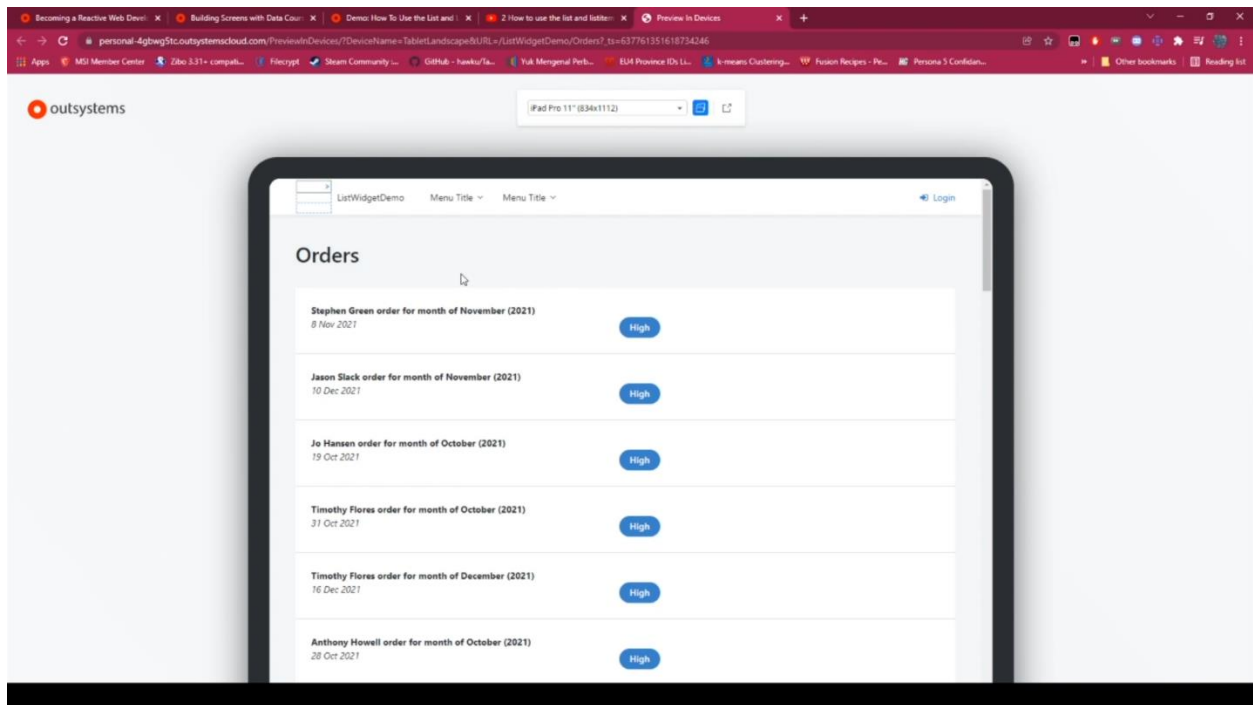 Becoming a Reactive Web Devel
Building Screens with Data Cour
Demo: How To Use the List and
2 How to use the list and listitem
Preview In Devices
personal-4gbwg5tc.outsystemscloud.com/PreviewInDevices/?DeviceName=TabletLandscape&URL=/ListWidgetDemo/Orders?_ts=637761351618734246
Apps
MSI Member Center
Zibo 3.31+ compati...
Filecrypt
Steam Community :...
GitHub - hawku/Ta...
Yuk Mengenal Perb...
EU4 Province IDs Li...
k-means Clustering...
Fusion Recipes - Pe...
Persona 5 Confidan...
Other bookmarks
Reading list
outsystems
iPad Pro 11" (834x1112)
ListWidgetDemo
Menu Title
Menu Title
Login
Orders
Stephen Green order for month of November (2021)
8 Nov 2021
High
Jason Slack order for month of November (2021)
10 Dec 2021
High
Jo Hansen order for month of October (2021)
19 Oct 2021
High
Timothy Flores order for month of October (2021)
31 Oct 2021
High
Timothy Flores order for month of December (2021)
16 Dec 2021
High
Anthony Howell order for month of October (2021)
28 Oct 2021
High